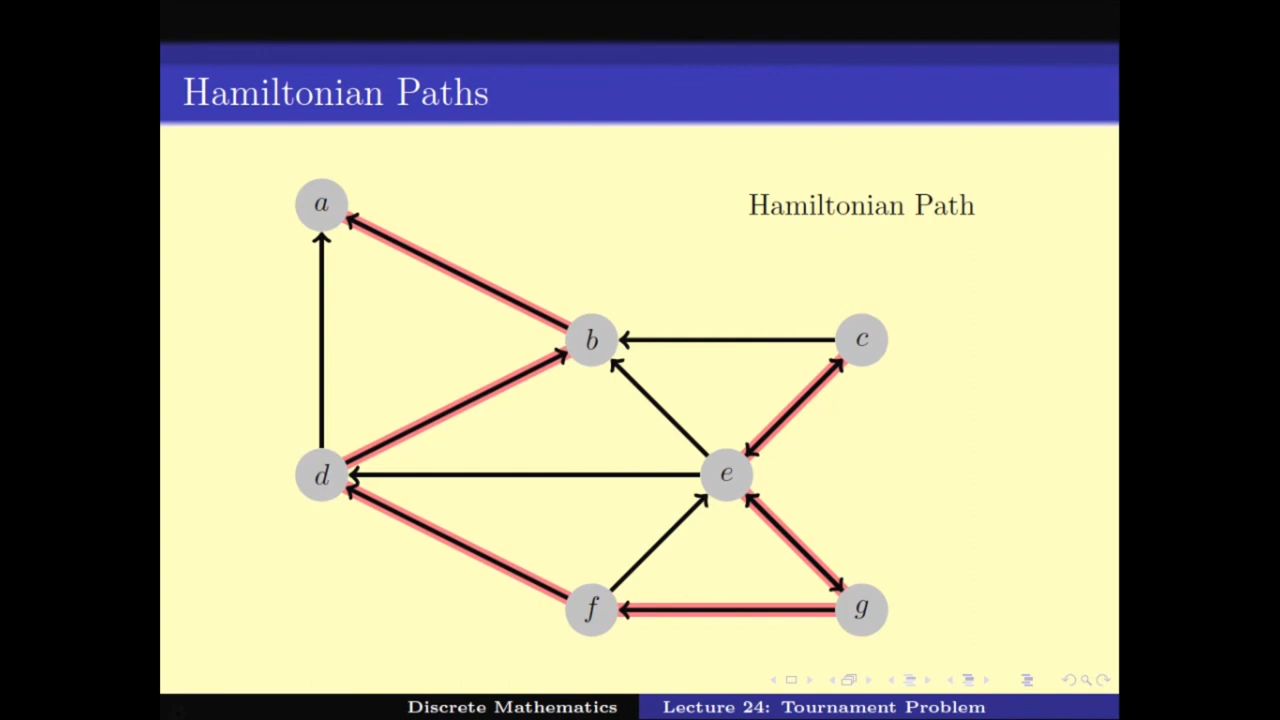 Hamiltonian Paths
a
Hamiltonian Path
b
c
d
e
f
g
Discrete Mathematics
Lecture 24: Tournament Problem